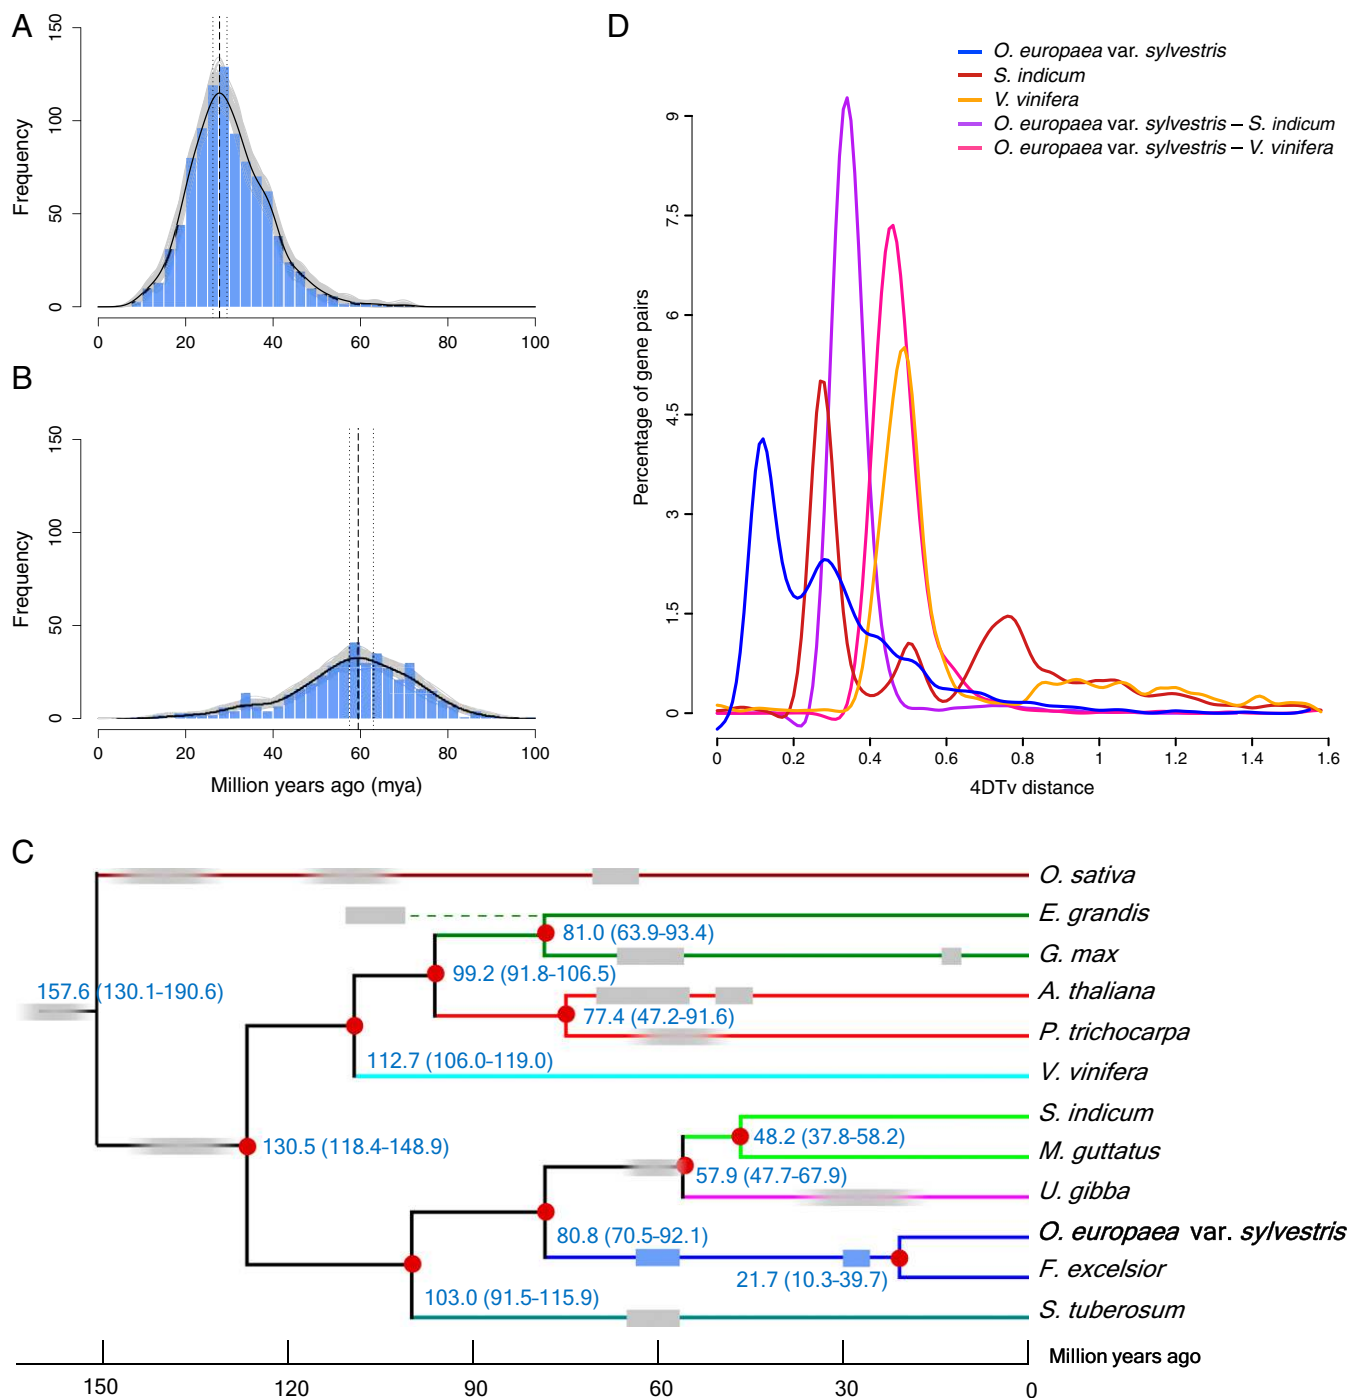 A
Frequency
0
50
100
150
0 20 40 60 80 100
B
Frequency
0
50
100
150
0 20 40 60 80 100
Million years ago (mya)
D
O. europaea var. sylvestris
S. indicum
V. vinifera
O. europaea var. sylvestris – S. indicum
O. europaea var. sylvestris – V. vinifera
Percentage of gene pairs
9
7.5
6
4.5
3
1.5
0
0 0.2 0.4 0.6 0.8 1 1.2 1.4 1.6
4DTv distance
C
O. sativa
E. grandis
81.0 (63.9-93.4)
G. max
99.2 (91.8-106.5)
157.6 (130.1-190.6)
A. thaliana
77.4 (47.2-91.6)
P. trichocarpa
112.7 (106.0-119.0)
V. vinifera
S. indicum
48.2 (37.8-58.2)
130.5 (118.4-148.9)
M. guttatus
57.9 (47.7-67.9)
U. gibba
80.8 (70.5-92.1)
O. europaea var. sylvestris
21.7 (10.3-39.7)
F. excelsior
103.0 (91.5-115.9)
S. tuberosum
Million years ago
150 120 90 60 30 0